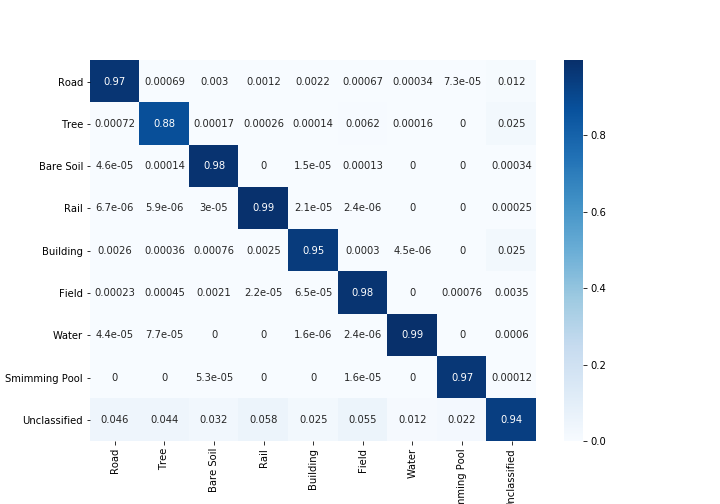 Road 0.97 0.00069 0.003 0.0012 0.0022 0.00067 0.00034 7.3e-05 0.012
Tree 0.00072 0.88 0.00017 0.00026 0.00014 0.0062 0.00016 0 0.025
Bare Soil 4.6e-05 0.00014 0.98 0 1.5e-05 0.00013 0 0 0.00034
Rail 6.7e-06 5.9e-06 3e-05 0.99 2.1e-05 2.4e-06 0 0 0.00025
Building 0.0026 0.00036 0.00076 0.0025 0.95 0.0003 4.5e-06 0 0.025
Field 0.00023 0.00045 0.0021 2.2e-05 6.5e-05 0.98 0 0.00076 0.0035
Water 4.4e-05 7.7e-05 0 0 1.6e-06 2.4e-06 0.99 0 0.0006
Smimming Pool 0 0 5.3e-05 0 0 1.6e-05 0 0.97 0.00012
Unclassified 0.046 0.044 0.032 0.058 0.025 0.055 0.012 0.022 0.94
Road
Tree
Bare Soil
Rail
Building
Field
Water
mming Pool
nclassified
0.8
0.6
0.4
0.2
0.0